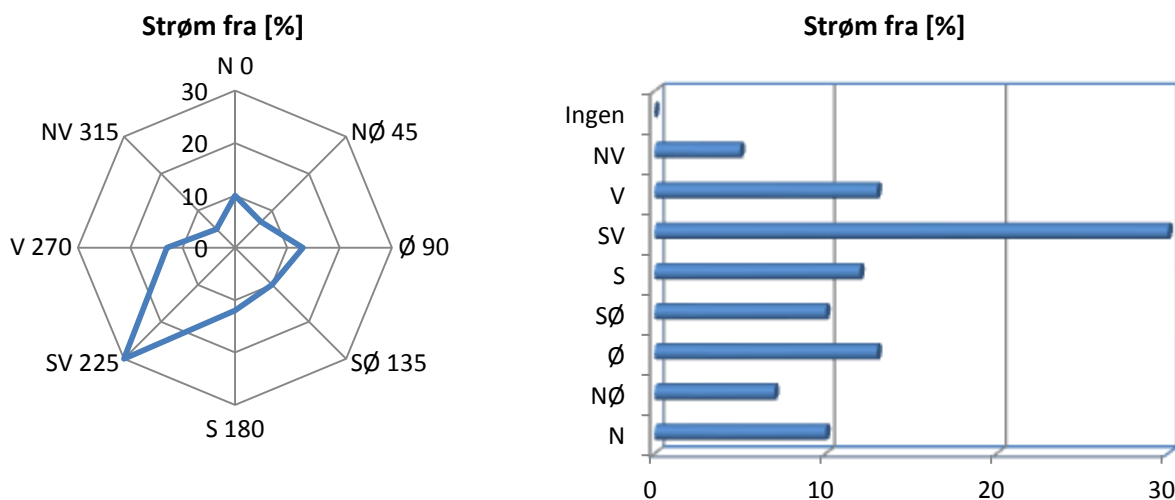 Strøm fra [%]
N 0
30
NV 315
NØ 45
20
10
V 270
0
Ø 90
SV 225
SØ 135
S 180
Strøm fra [%]
Ingen
NV
V
SV
S
SØ
Ø
NØ
N
0 10 20 30